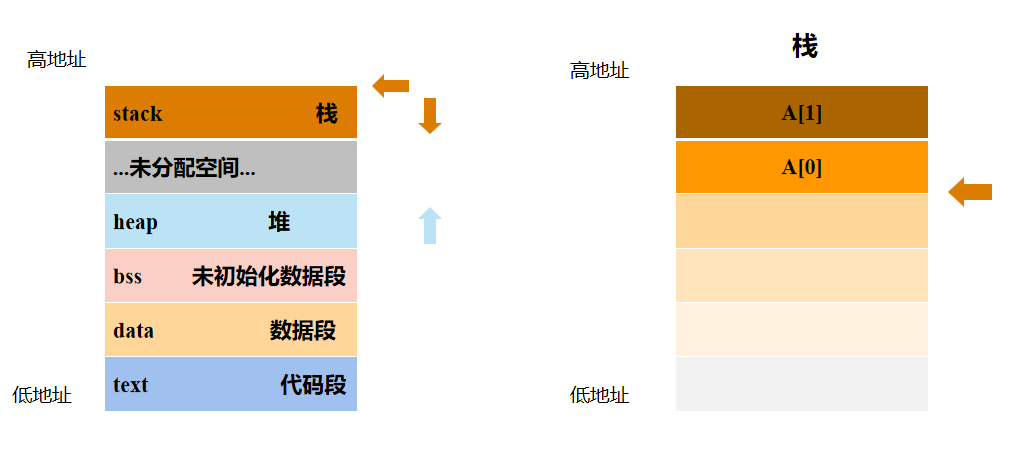 高地址
stack 栈
...未分配空间...
heap 堆
bss 未初始化数据段
data 数据段
text 代码段
低地址
栈
高地址
A[1]
A[0]
低地址